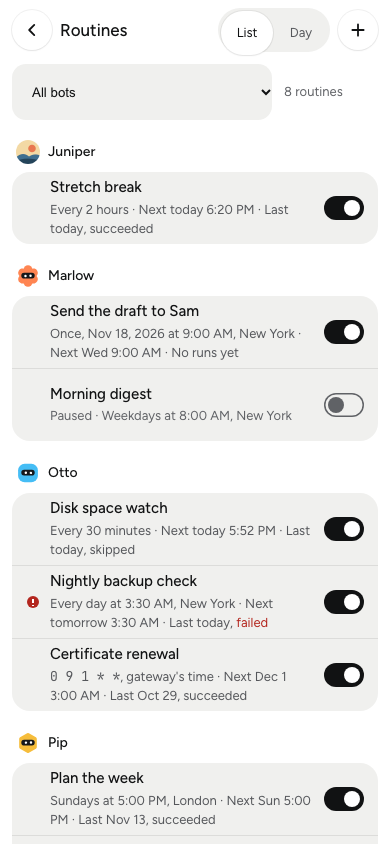 Routines
List
Day
All bots
8 routines
Juniper
Stretch break
Every 2 hours · Next today 6:20 PM · Last
today, succeeded
Marlow
Send the draft to Sam
Once, Nov 18, 2026 at 9:00 AM, New York ·
Next Wed 9:00 AM · No runs yet
Morning digest
Paused · Weekdays at 8:00 AM, New York
Otto
Disk space watch
Every 30 minutes · Next today 5:52 PM · Last
today, skipped
Nightly backup check
Every day at 3:30 AM, New York · Next
tomorrow 3:30 AM · Last today, failed
Certificate renewal
0 9 1 * *, gateway's time · Next Dec 1
3:00 AM · Last Oct 29, succeeded
Pip
Plan the week
Sundays at 5:00 PM, London · Next Sun 5:00
PM · Last Nov 13, succeeded